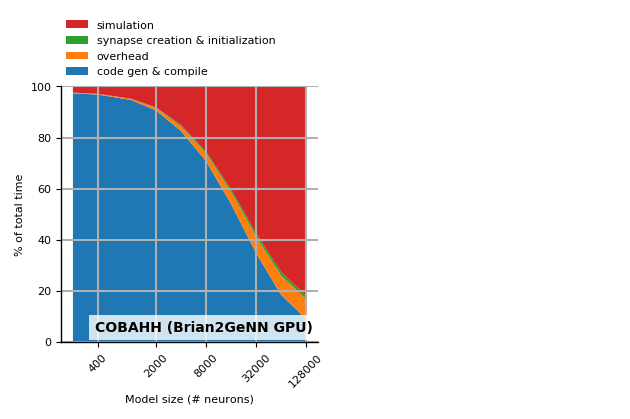 simulation
synapse creation & initialization
overhead
code gen & compile
100
80
60
40
20
0
% of total time
COBAHH (Brian2GeNN GPU)
400
2000
8000
32000
128000
Model size (# neurons)